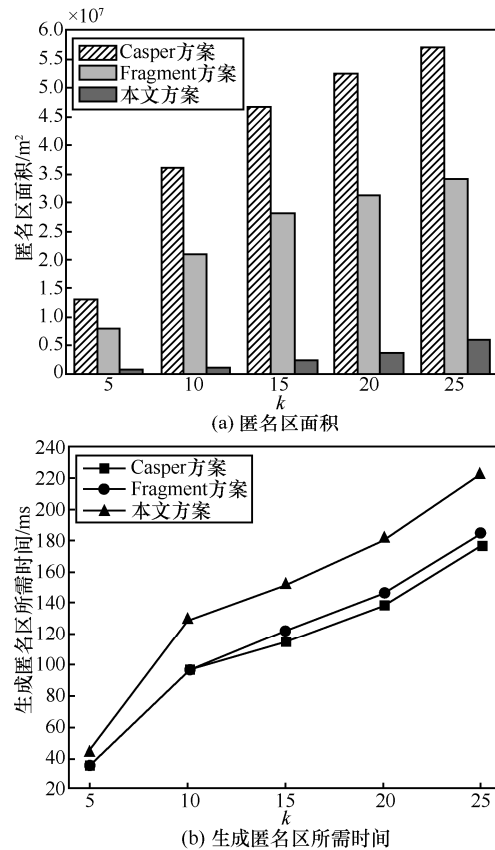 ×10⁷
6.0
5.5
5.0
4.5
4.0
3.5
3.0
2.5
2.0
1.5
1.0
0.5
0
匿名区面积/m²
Casper方案
Fragment方案
本文方案
5 10 15 20 25
k
(a) 匿名区面积
240
220
200
180
160
140
120
100
80
60
40
20
生成匿名区所需时间/ms
Casper方案
Fragment方案
本文方案
5 10 15 20 25
k
(b) 生成匿名区所需时间